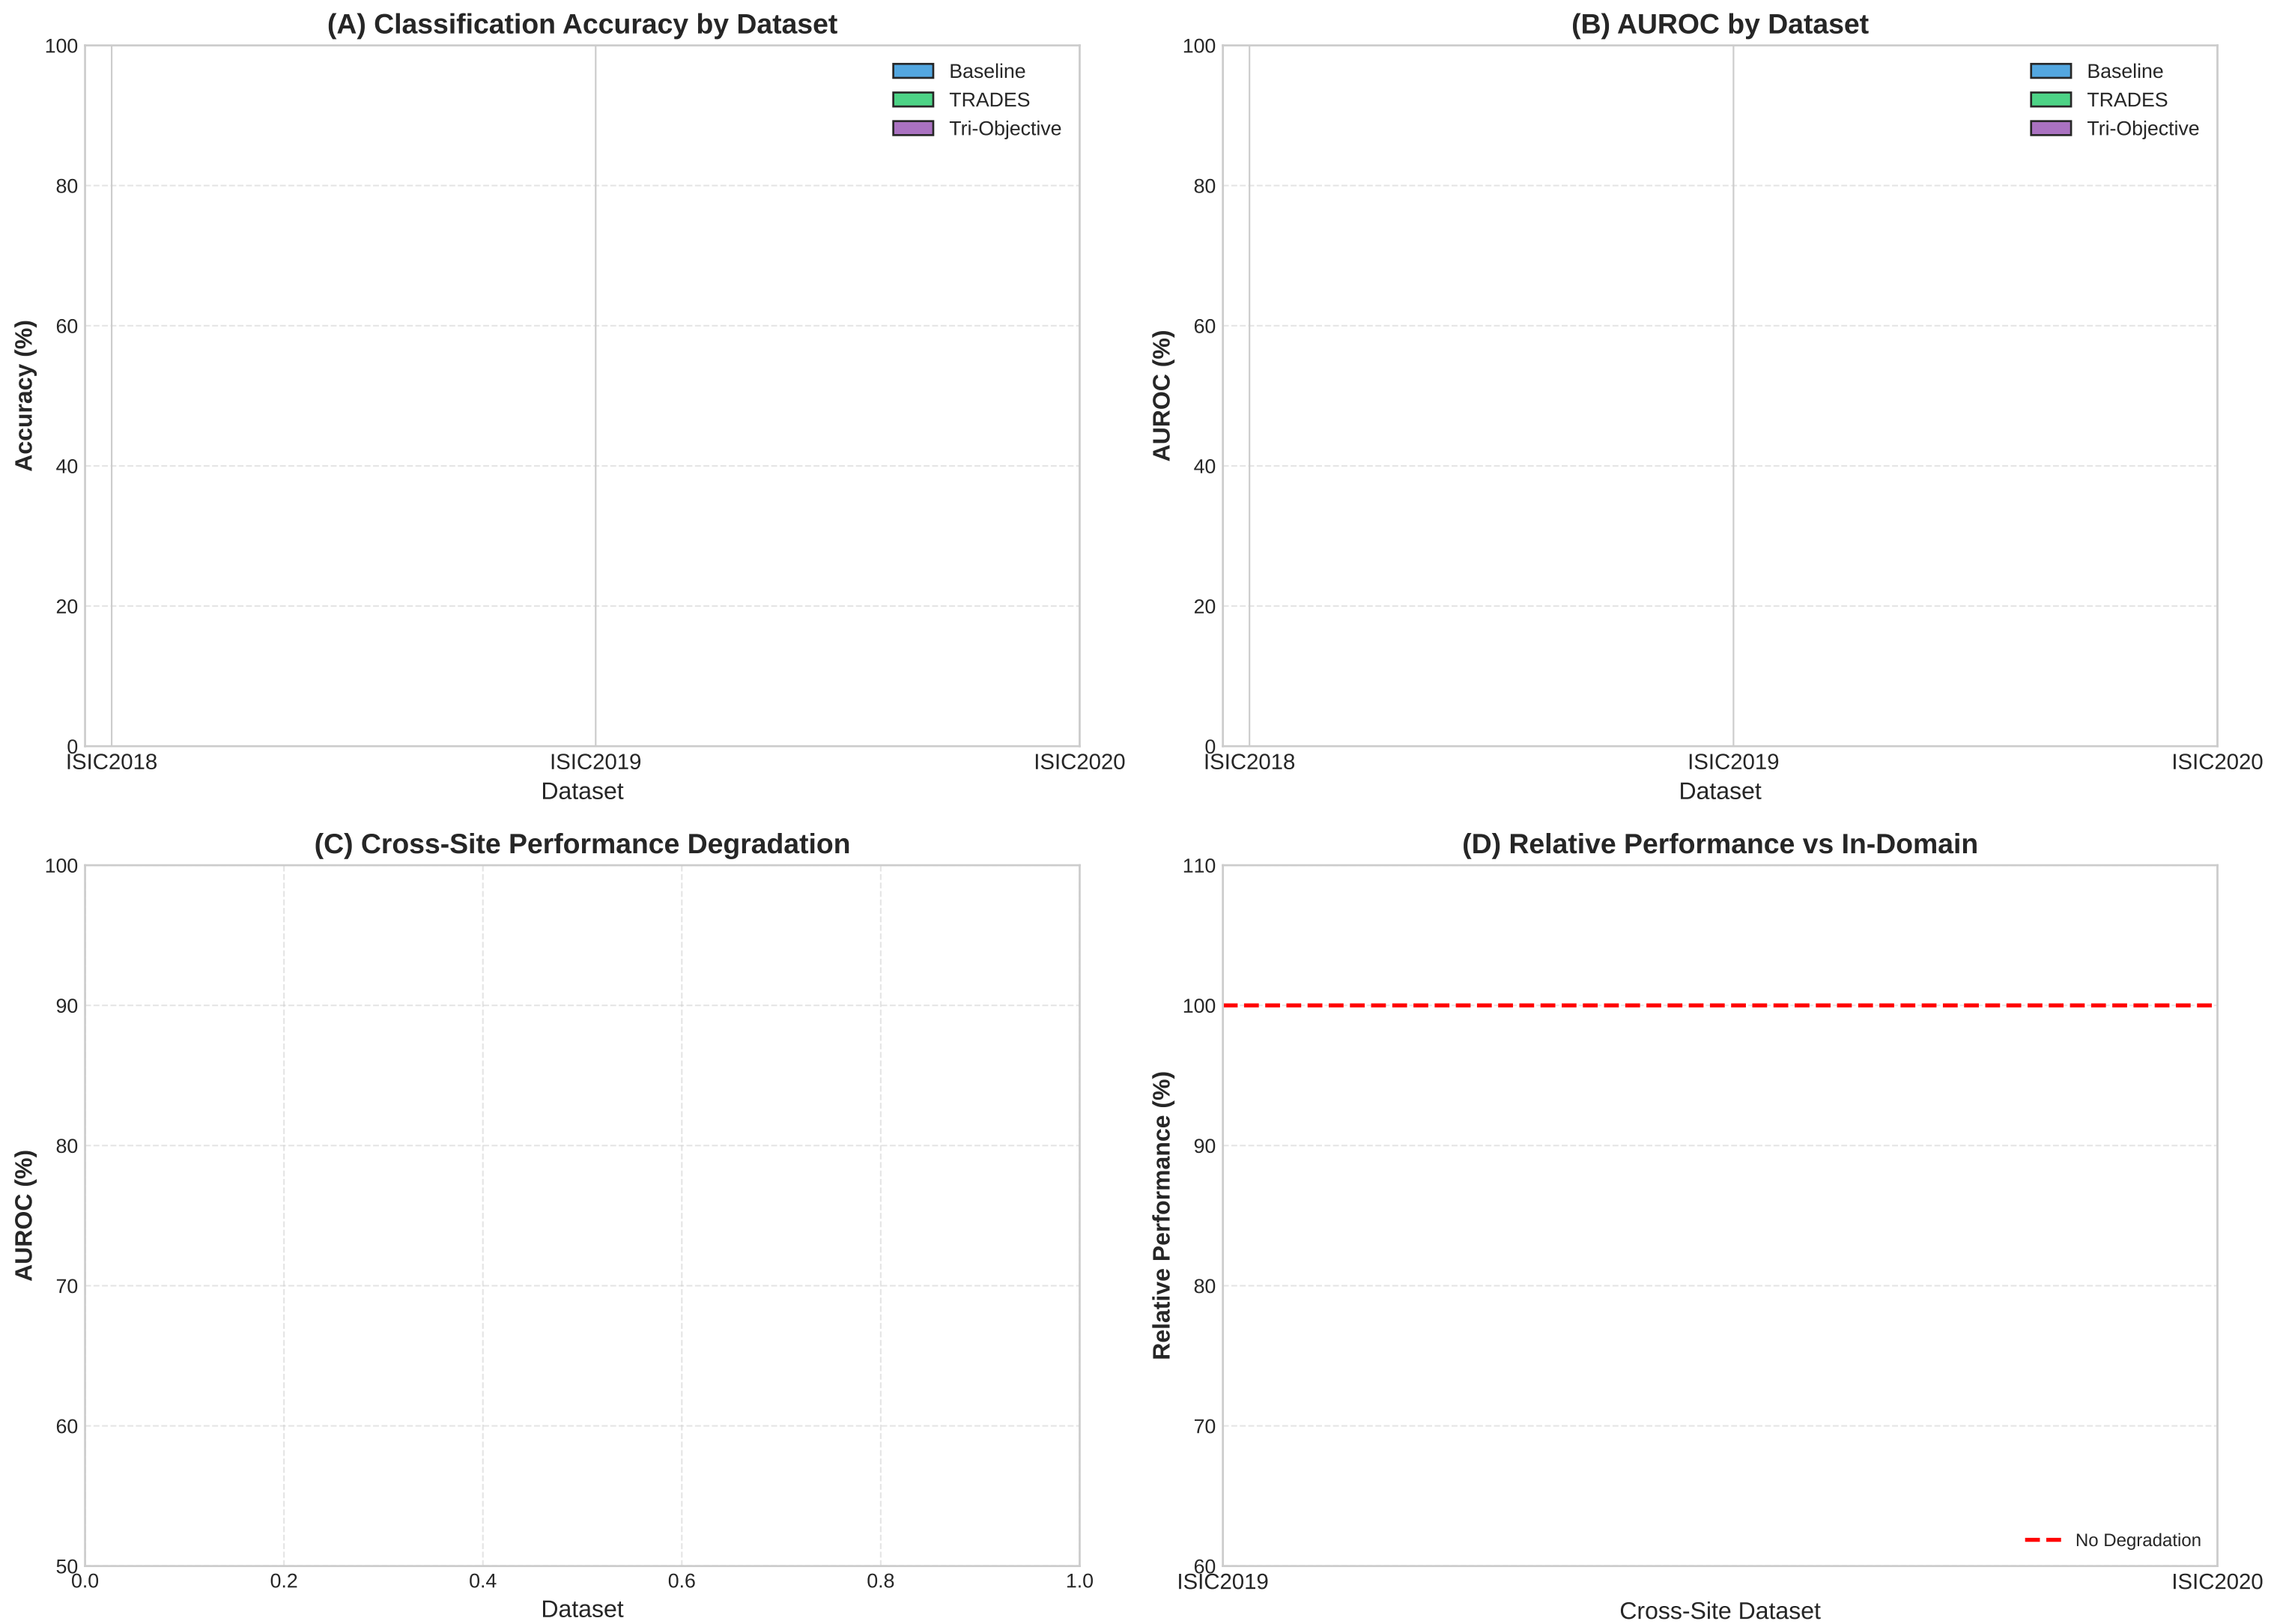 (A) Classification Accuracy by Dataset
100
80
60
40
20
0
Accuracy (%)
Baseline
TRADES
Tri-Objective
ISIC2018
ISIC2019
ISIC2020
Dataset
(B) AUROC by Dataset
100
80
60
40
20
0
AUROC (%)
Baseline
TRADES
Tri-Objective
ISIC2018
ISIC2019
ISIC2020
Dataset
(C) Cross-Site Performance Degradation
100
90
80
70
60
50
AUROC (%)
0.0
0.2
0.4
0.6
0.8
1.0
Dataset
(D) Relative Performance vs In-Domain
110
100
90
80
70
60
Relative Performance (%)
No Degradation
ISIC2019
ISIC2020
Cross-Site Dataset